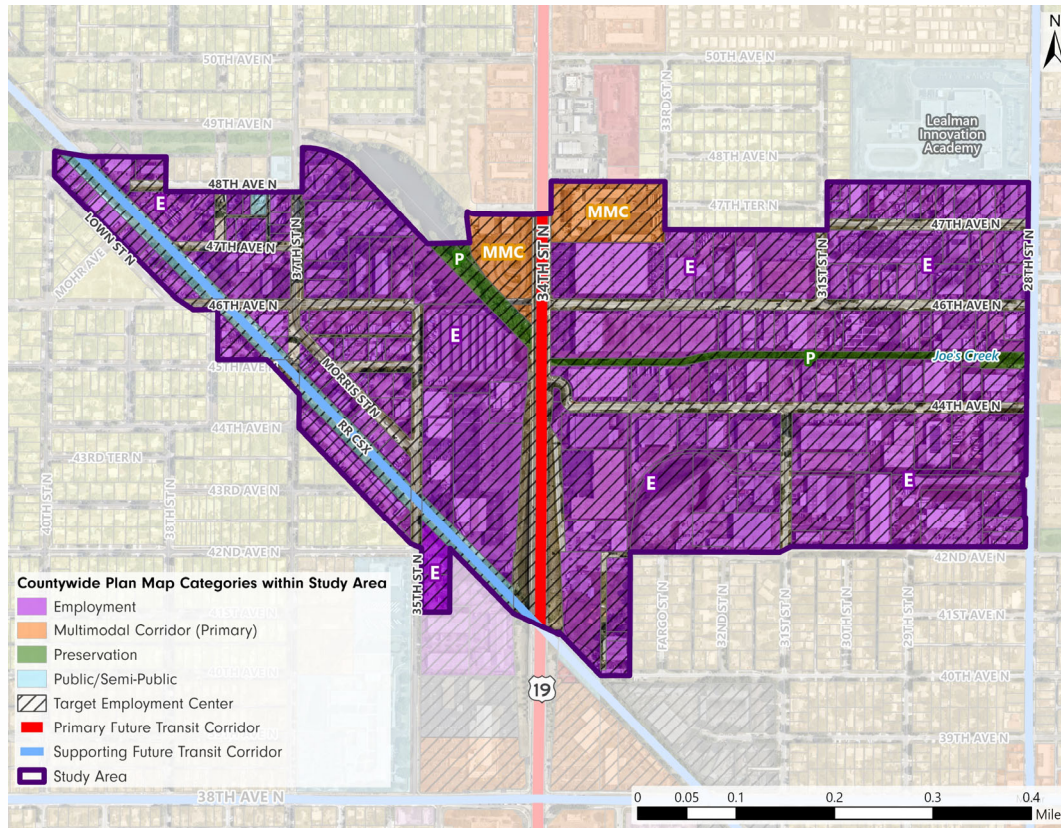 N
50TH AVE N
50TH AVE N
33RD ST N
49TH AVE N
Lealman
Innovation
Academy
48TH AVE N
48TH AVE N
47TH TER N
E
MMC
MMC
LOWN ST N
37TH ST N
34TH ST N
31ST ST N
28TH ST N
47TH AVE N
47TH AVE N
MOHR AVE
P
E
E
46TH AVE N
46TH AVE N
E
P
Joe's Creek
45TH AVE N
MORRIS ST N
44TH AVE N
44TH AVE N
RR CSX
43RD TER N
40TH ST N
38TH ST N
43RD AVE N
E
E
42ND AVE N
42ND AVE N
E
35TH ST N
FARGO ST N
32ND ST N
31ST ST N
30TH ST N
29TH ST N
41ST AVE N
41ST AVE N
40TH AVE N
40TH AVE N
39TH AVE N
19
38TH AVE N
Countywide Plan Map Categories within Study Area
Employment
Multimodal Corridor (Primary)
Preservation
Public/Semi-Public
Target Employment Center
Primary Future Transit Corridor
Supporting Future Transit Corridor
Study Area
0 0.05 0.1 0.2 0.3 0.4
Mile